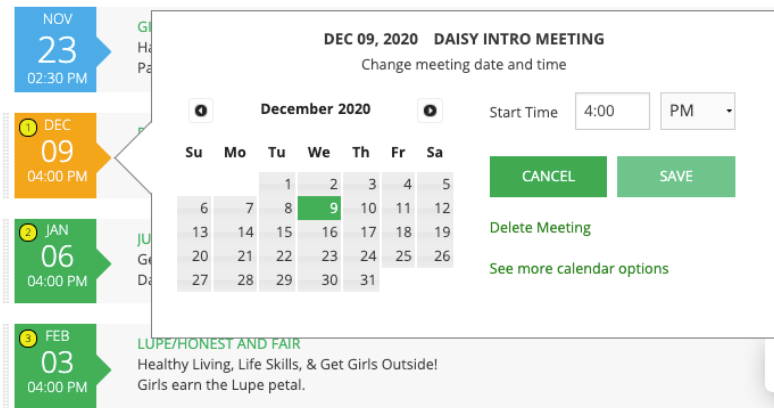 NOV
23
02:30 PM
DEC 09, 2020 DAISY INTRO MEETING
Change meeting date and time
December 2020
Su Mo Tu We Th Fr Sa
1 2 3 4 5
6 7 8 9 10 11 12
13 14 15 16 17 18 19
20 21 22 23 24 25 26
27 28 29 30 31
Start Time 4:00 PM
CANCEL SAVE
Delete Meeting
See more calendar options
1 DEC
09
04:00 PM
2 JAN
06
04:00 PM
3 FEB
03
04:00 PM
LUPE/HONEST AND FAIR
Healthy Living, Life Skills, & Get Girls Outside!
Girls earn the Lupe petal.